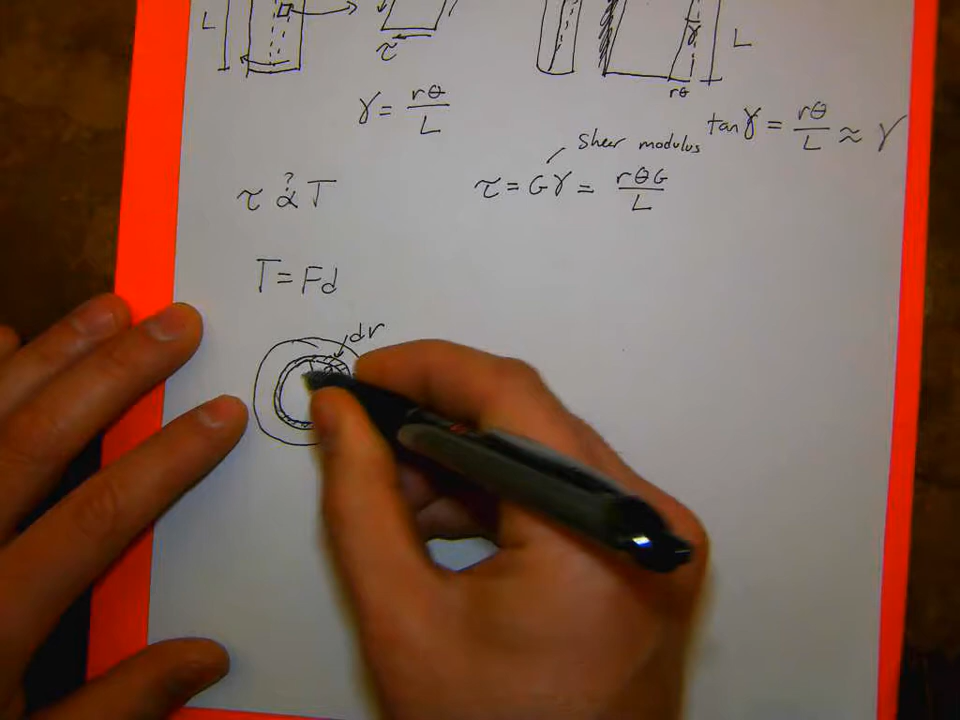 L
τ
γ
L
rθ
γ = rθ/L
tan γ = rθ/L ≈ γ
Shear modulus
τ = Gγ = rθG/L
τ ∝? T
T = Fd
dr